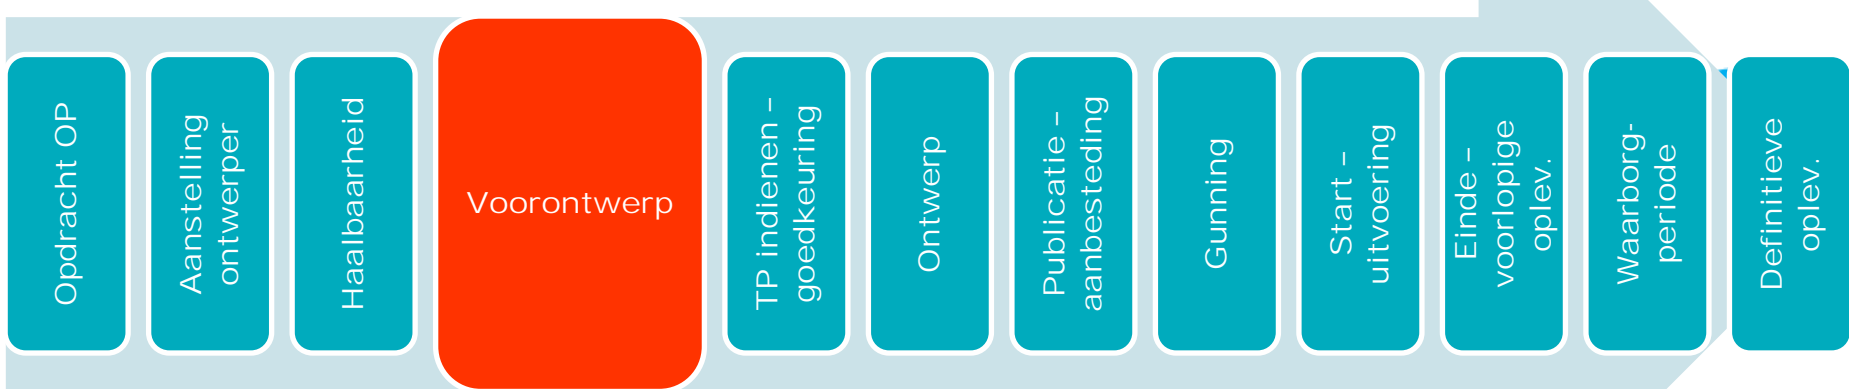 Opdracht OP
Aanstelling
ontwerper
Haalbaarheid
Voorontwerp
TP indienen –
goedkeuring
Ontwerp
Publicatie –
aanbesteding
Gunning
Start –
uitvoering
Einde –
voorlopige
oplev.
Waarborg-
periode
Definitieve
oplev.